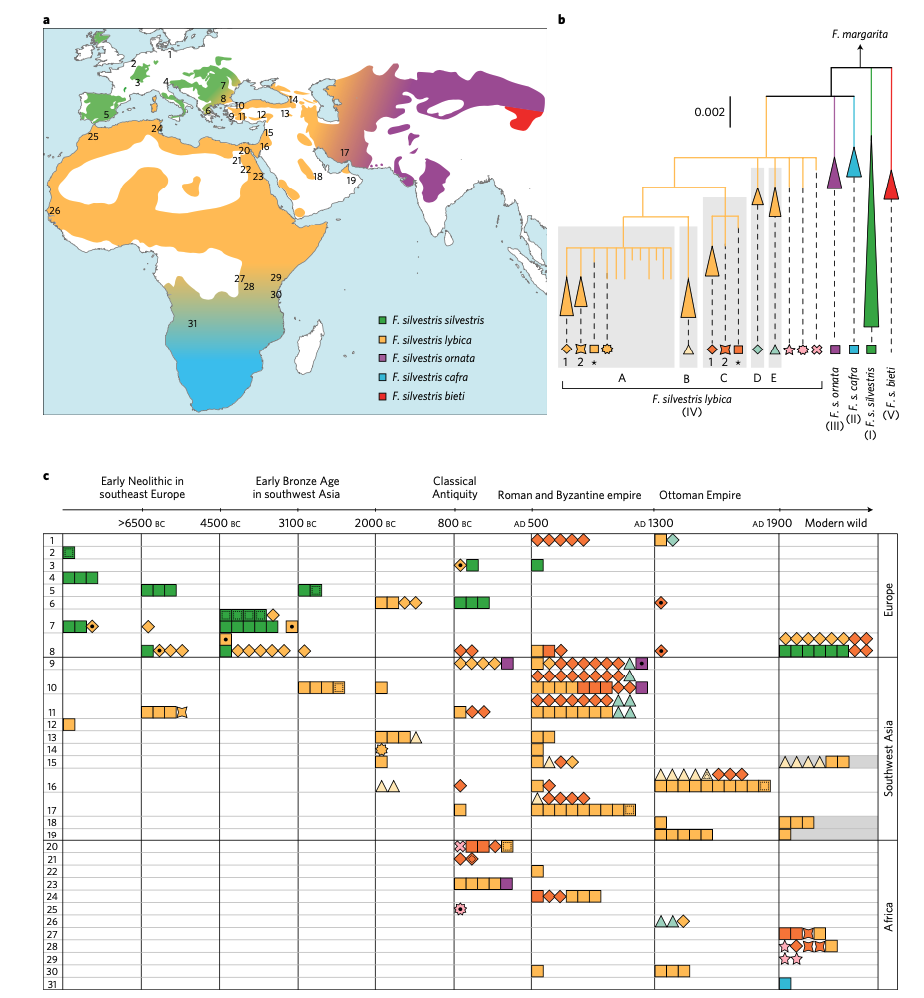 a
1
2
3
4
5
6
7
8
9
10
11
12
13
14
15
16
17
18
19
20
21
22
23
24
25
26
27
28
29
30
31
F. silvestris silvestris
F. silvestris lybica
F. silvestris ornata
F. silvestris cafra
F. silvestris bieti
b
F. margarita
0.002
1 2 * 1 2 *
A B C D E
F. silvestris lybica
(IV)
F. s. ornata
(III)
F. s. cafra
(II)
F. s. silvestris
(I)
F. s. bieti
(V)
c
Early Neolithic in
southeast Europe
Early Bronze Age
in southwest Asia
Classical
Antiquity
Roman and Byzantine empire
Ottoman Empire
>6500 BC 4500 BC 3100 BC 2000 BC 800 BC AD 500 AD 1300 AD 1900 Modern wild
1
2
3
4
5
6
7
8
Europe
9
10
11
12
13
14
15
16
17
18
19
Southwest Asia
20
21
22
23
24
25
26
27
28
29
30
31
Africa